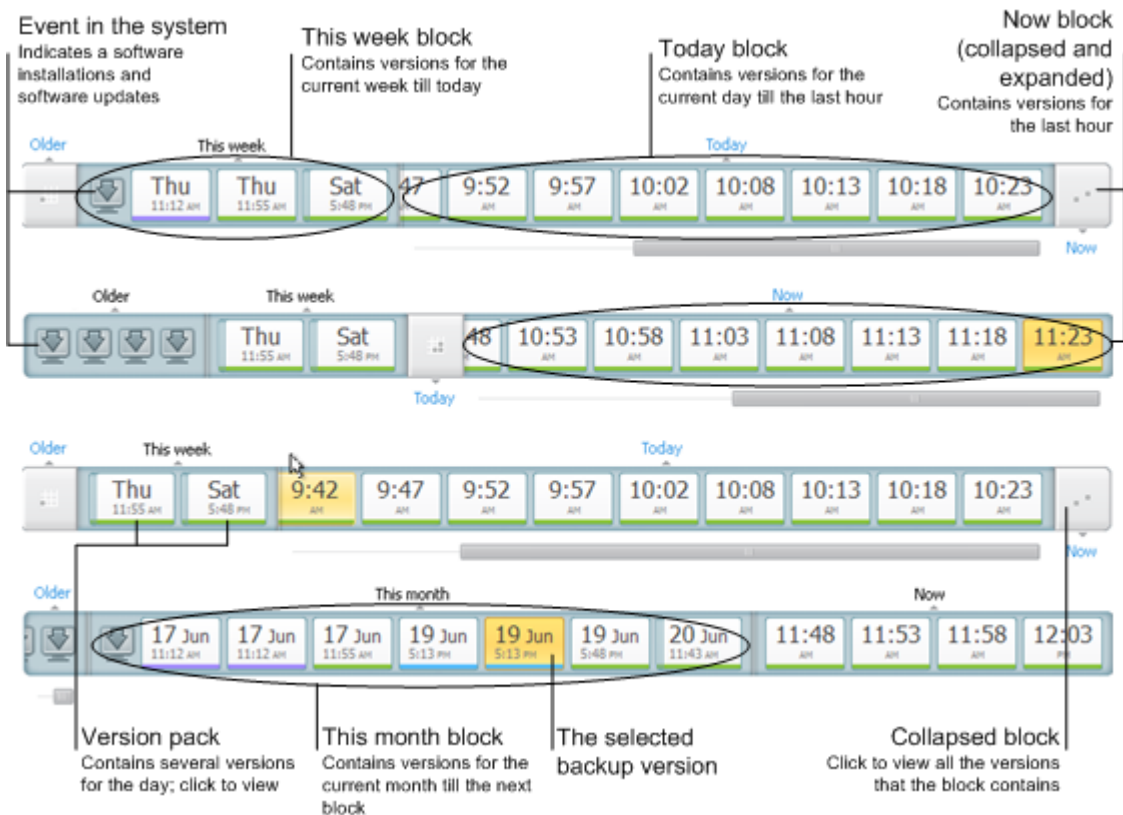 Event in the system
Indicates a software
installations and
software updates
This week block
Contains versions for the
current week till today
Today block
Contains versions for the
current day till the last hour
Now block
(collapsed and
expanded)
Contains versions for
the last hour
Older This week Today
Thu Thu Sat 47 9:52 9:57 10:02 10:08 10:13 10:18 10:23
11:12 AM 11:55 AM 5:48 PM AM AM AM AM AM AM AM
Now
Older This week Now
Thu Sat 48 10:53 10:58 11:03 11:08 11:13 11:18 11:23
11:55 AM 5:48 PM AM AM AM AM AM AM AM
Today
Older This week Today
Thu Sat 9:42 9:47 9:52 9:57 10:02 10:08 10:13 10:18 10:23
11:55 AM 5:48 PM AM AM AM AM AM AM AM AM AM
Now
Older This month Now
17 Jun 17 Jun 17 Jun 19 Jun 19 Jun 19 Jun 20 Jun 11:48 11:53 11:58 12:03
11:12 AM 11:12 AM 11:55 AM 5:13 PM 5:13 PM 5:48 PM 11:43 AM AM AM AM PM
Version pack
Contains several versions
for the day; click to view
This month block
Contains versions for the
current month till the next
block
The selected
backup version
Collapsed block
Click to view all the versions
that the block contains